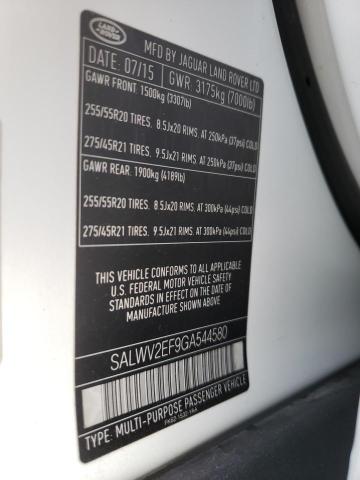 LAND ROVER
MFD BY JAGUAR LAND ROVER LTD
DATE: 07/15 GWR: 3175kg (7000lb)
GAWR FRONT: 1500kg (3307lb)
255/55R20 TIRES. 8.5Jx20 RIMS. AT 250kPa (37psi) COLD
275/45R21 TIRES. 9.5Jx21 RIMS. AT 250kPa (37psi) COLD
GAWR REAR: 1900kg (4189lb)
255/55R20 TIRES. 8.5Jx20 RIMS. AT 300kPa (44psi) COLD
275/45R21 TIRES. 9.5Jx21 RIMS. AT 300kPa (44psi) COLD
THIS VEHICLE CONFORMS TO ALL APPLICABLE
U.S. FEDERAL MOTOR VEHICLE SAFETY
STANDARDS IN EFFECT ON THE DATE OF
MANUFACTURE SHOWN ABOVE
SALWV2EF9GA544580
TYPE: MULTI-PURPOSE PASSENGER VEHICLE